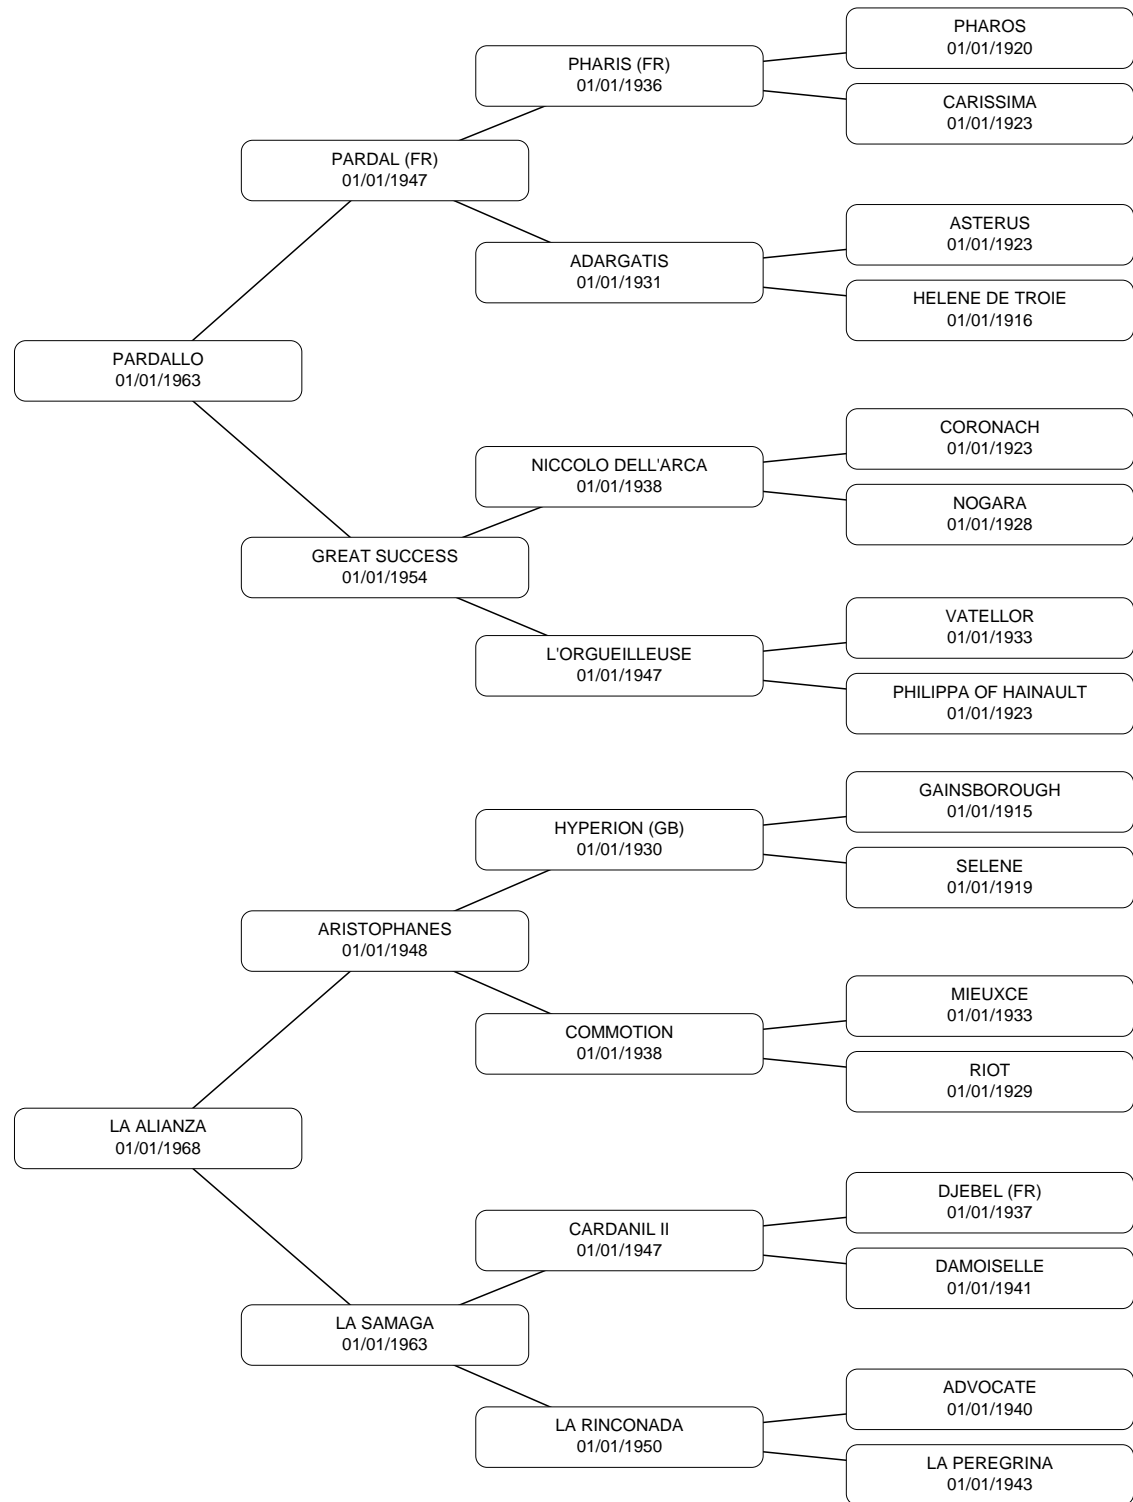 PHAROS
01/01/1920
PHARIS (FR)
01/01/1936
CARISSIMA
01/01/1923
PARDAL (FR)
01/01/1947
ASTERUS
01/01/1923
ADARGATIS
01/01/1931
HELENE DE TROIE
01/01/1916
PARDALLO
01/01/1963
CORONACH
01/01/1923
NICCOLO DELL'ARCA
01/01/1938
NOGARA
01/01/1928
GREAT SUCCESS
01/01/1954
VATELLOR
01/01/1933
L'ORGUEILLEUSE
01/01/1947
PHILIPPA OF HAINAULT
01/01/1923
GAINSBOROUGH
01/01/1915
HYPERION (GB)
01/01/1930
SELENE
01/01/1919
ARISTOPHANES
01/01/1948
MIEUXCE
01/01/1933
COMMOTION
01/01/1938
RIOT
01/01/1929
LA ALIANZA
01/01/1968
DJEBEL (FR)
01/01/1937
CARDANIL II
01/01/1947
DAMOISELLE
01/01/1941
LA SAMAGA
01/01/1963
ADVOCATE
01/01/1940
LA RINCONADA
01/01/1950
LA PEREGRINA
01/01/1943